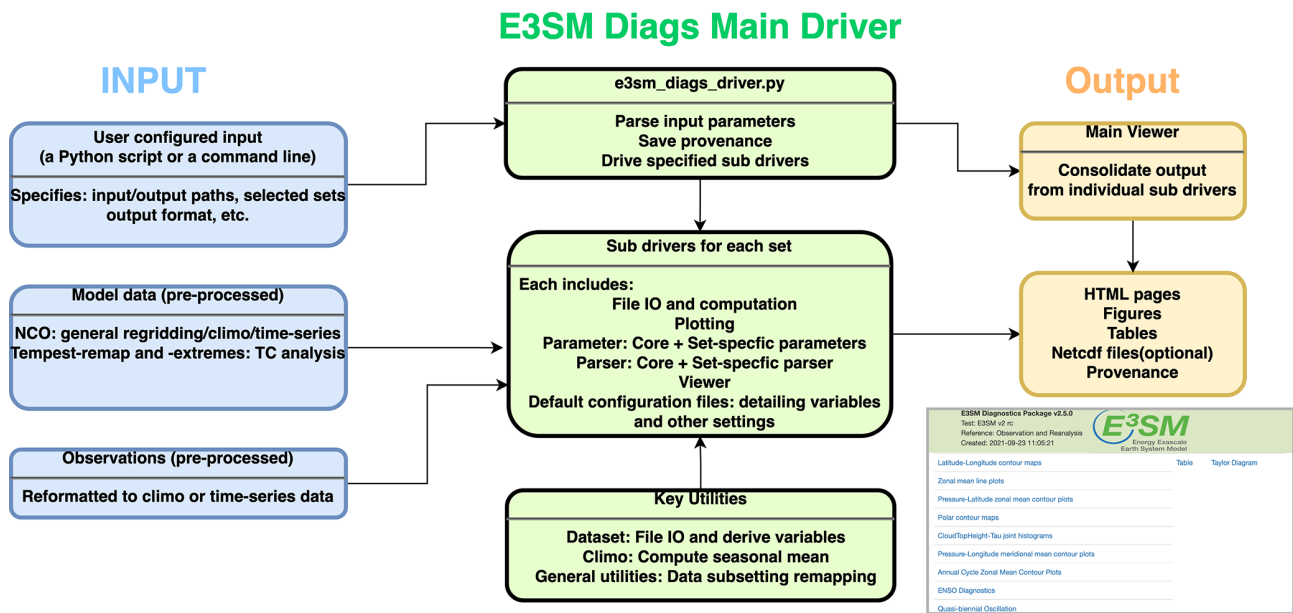 E3SM Diags Main Driver
INPUT
User configured input
(a Python script or a command line)
Specifies: input/output paths, selected sets
output format, etc.
Model data (pre-processed)
NCO: general regridding/climo/time-series
Tempest-remap and -extremes: TC analysis
Observations (pre-processed)
Reformatted to climo or time-series data
e3sm_diags_driver.py
Parse input parameters
Save provenance
Drive specified sub drivers
Sub drivers for each set
Each includes:
File IO and computation
Plotting
Parameter: Core + Set-specfic parameters
Parser: Core + Set-specfic parser
Viewer
Default configuration files: detailing variables
and other settings
Key Utilities
Dataset: File IO and derive variables
Climo: Compute seasonal mean
General utilities: Data subsetting remapping
Output
Main Viewer
Consolidate output
from individual sub drivers
HTML pages
Figures
Tables
Netcdf files(optional)
Provenance
E3SM Diagnostics Package v2.5.0
Test: E3SM v2 rc
Reference: Observation and Reanalysis
Created: 2021-09-23 11:05:21
E3SM
Energy Exascale
Earth System Model
Latitude-Longitude contour maps Table Taylor Diagram
Zonal mean line plots
Pressure-Latitude zonal mean contour plots
Polar contour maps
CloudTopHeight-Tau joint histograms
Pressure-Longitude meridional mean contour plots
Annual Cycle Zonal Mean Contour Plots
ENSO Diagnostics
Quasi-biennial Oscillation